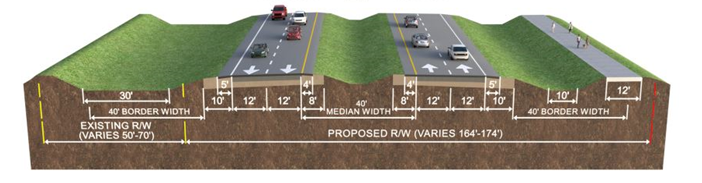 5' 4' 4' 5'
30' 10' 12' 12' 8' 40' 8' 12' 12' 10' 10' 12'
40' BORDER WIDTH MEDIAN WIDTH 40' BORDER WIDTH
EXISTING R/W
(VARIES 50'-70')
PROPOSED R/W (VARIES 164'-174')